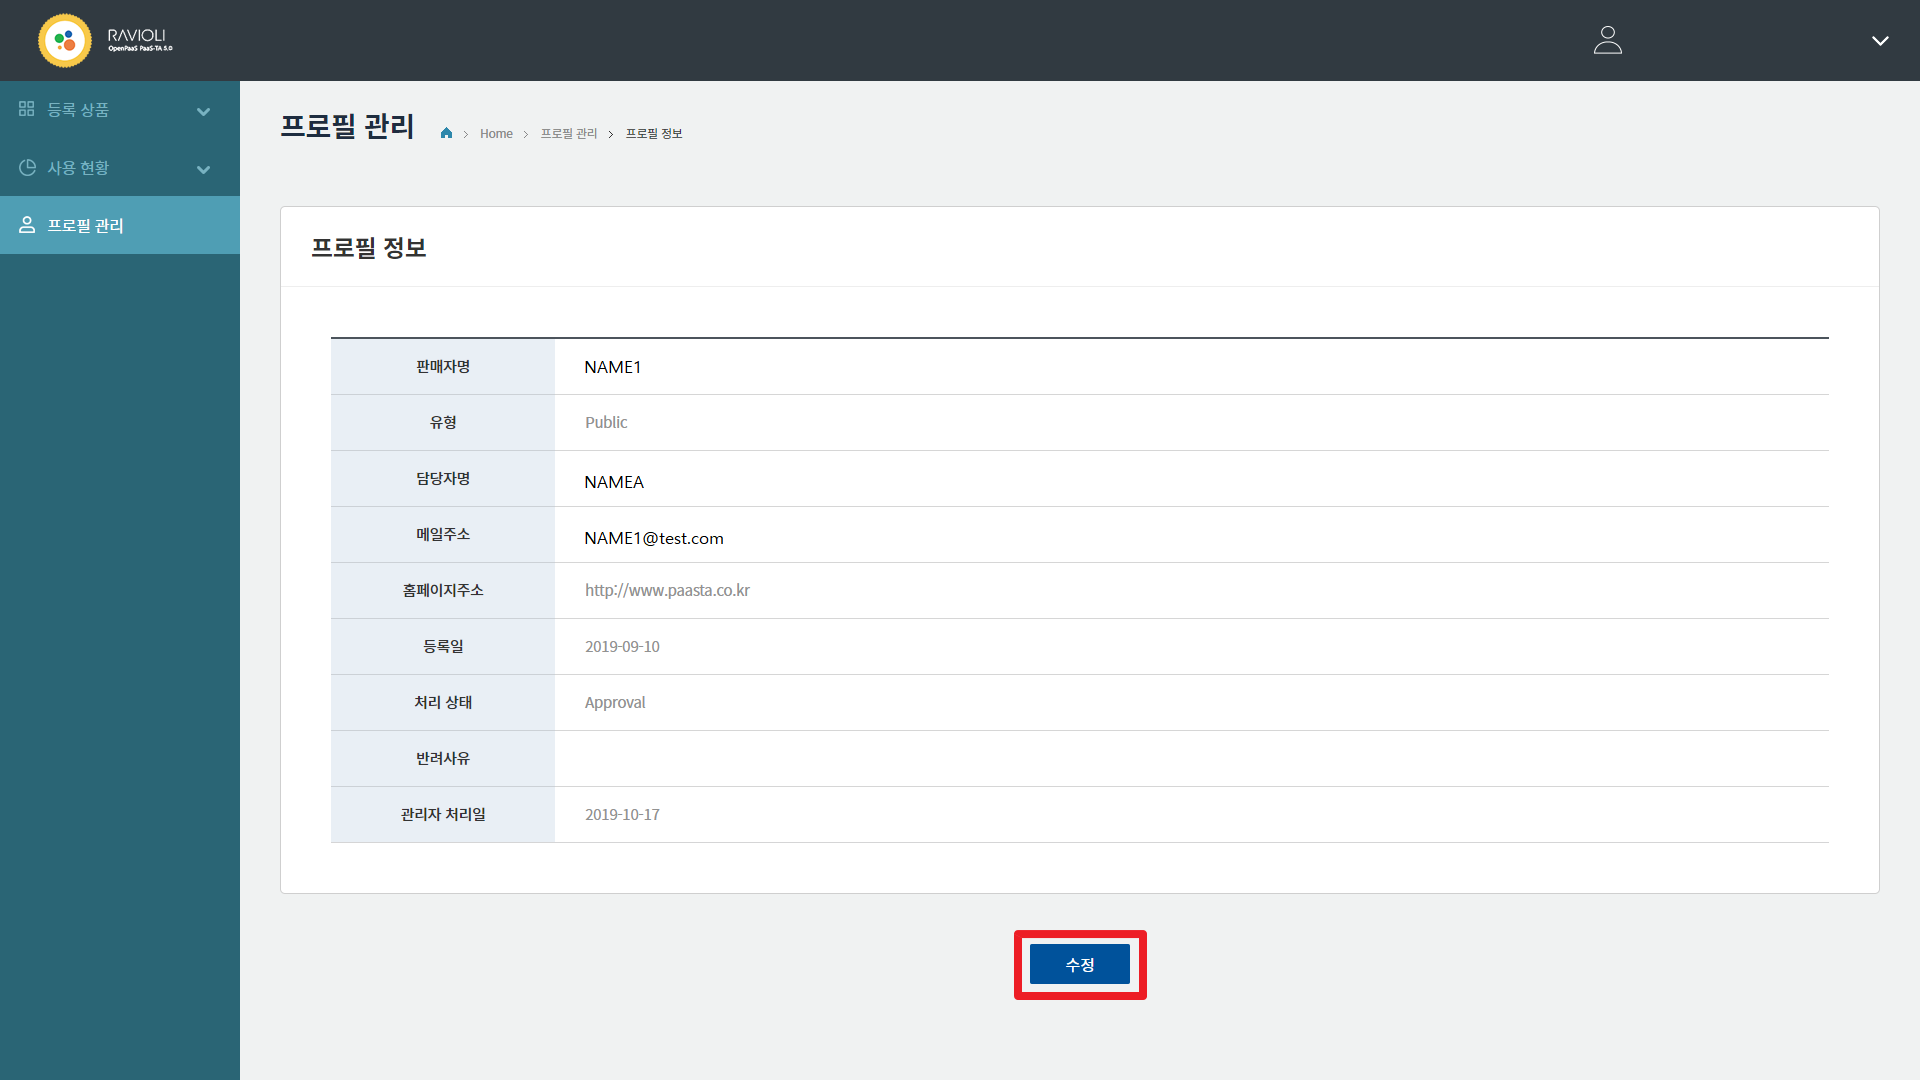 RAVIOLI
OpenPaaS PaaS-TA 5.0
등록 상품
사용 현황
프로필 관리
프로필 관리
Home 프로필 관리 프로필 정보
프로필 정보
판매자명 NAME1
유형 Public
담당자명 NAMEA
메일주소 NAME1@test.com
홈페이지주소 http://www.paasta.co.kr
등록일 2019-09-10
처리 상태 Approval
반려사유
관리자 처리일 2019-10-17
수정